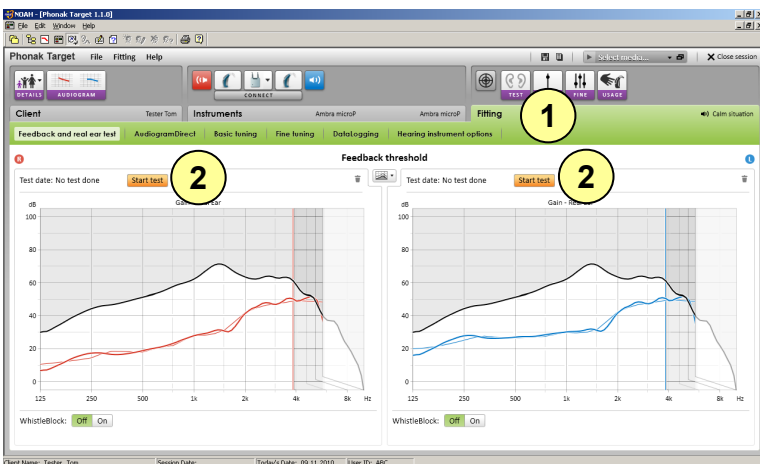 NOAH - [Phonak Target 1.1.0]
File Edit Window Help
Phonak Target File Fitting Help
Select media...
Close session
DETAILS AUDIOGRAM
CONNECT
TEST FINE USAGE
Client Tester Tom
Instruments Ambra microP Ambra microP
Fitting
Calm situation
1
Feedback and real ear test AudiogramDirect Basic tuning Fine tuning DataLogging Hearing instrument options
R Feedback threshold L
Test date: No test done Start test 2
Test date: No test done Start test 2
dB
100
80
60
40
20
0
125 250 500 1k 2k 4k 8k Hz
dB Gain - Real Ear
100
80
60
40
20
0
125 250 500 1k 2k 4k 8k Hz
WhistleBlock: Off On
WhistleBlock: Off On
Client Name: Tester, Tom Session Date: Today's Date: 09.11.2010 User ID: ABC